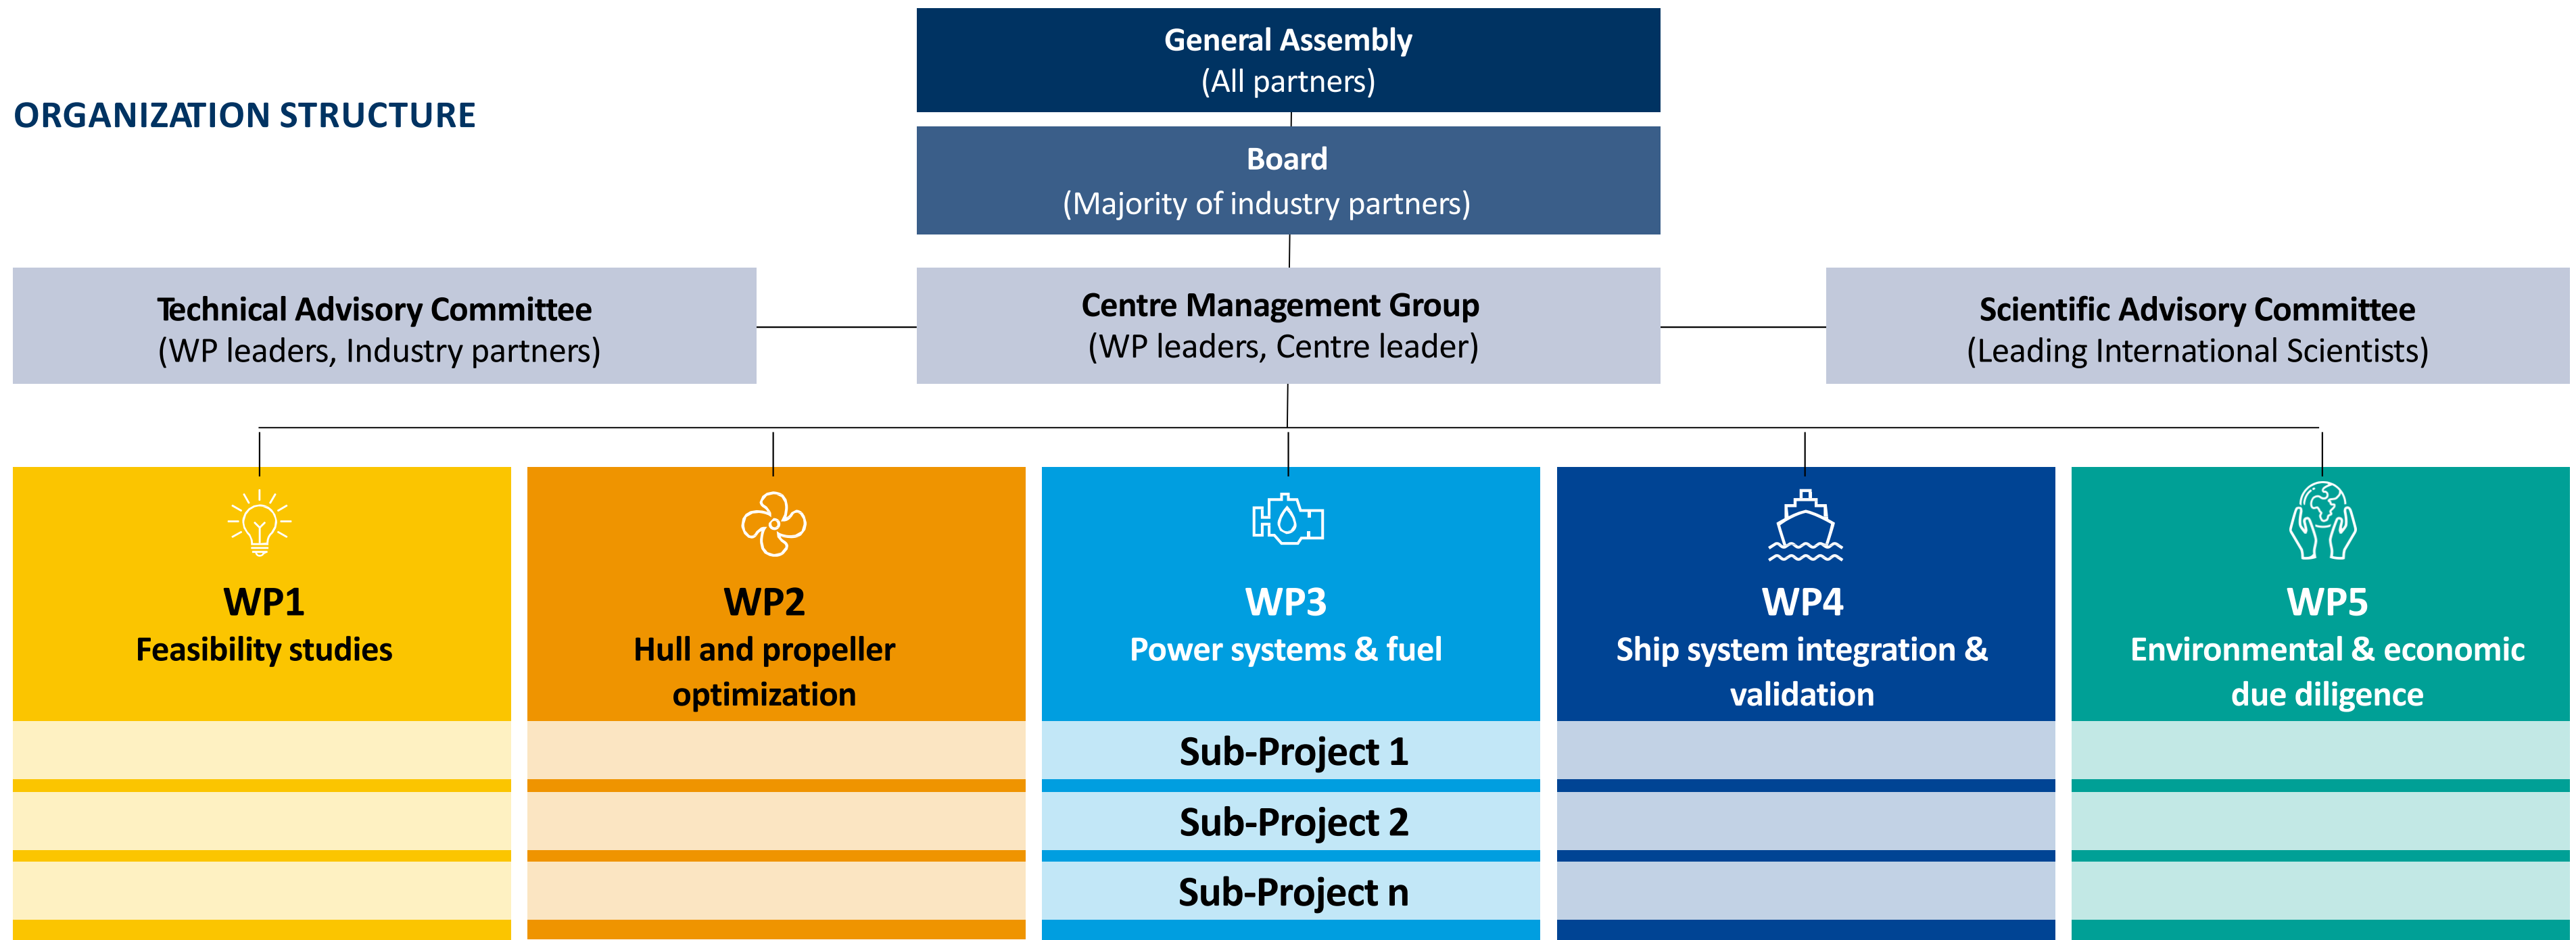 General Assembly
(All partners)
ORGANIZATION STRUCTURE
Board
(Majority of industry partners)
Technical Advisory Committee
(WP leaders, Industry partners)
Centre Management Group
(WP leaders, Centre leader)
Scientific Advisory Committee
(Leading International Scientists)
WP1
Feasibility studies
WP2
Hull and propeller
optimization
WP3
Power systems & fuel
WP4
Ship system integration &
validation
WP5
Environmental & economic
due diligence
Sub-Project 1
Sub-Project 2
Sub-Project n